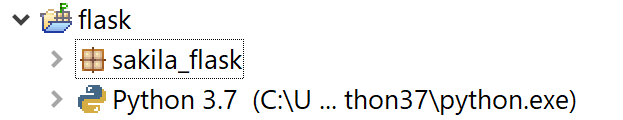 flask
sakila_flask
Python 3.7 (C:\U ... thon37\python.exe)